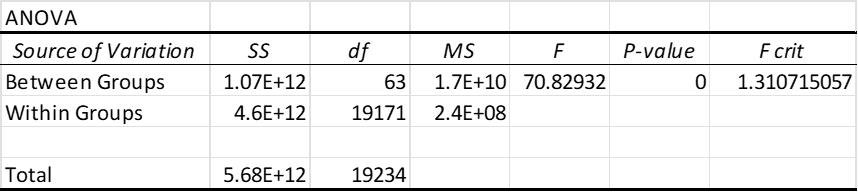 ANOVA
Source of Variation SS df MS F P-value F crit
Between Groups 1.07E+12 63 1.7E+10 70.82932 0 1.310715057
Within Groups 4.6E+12 19171 2.4E+08
Total 5.68E+12 19234